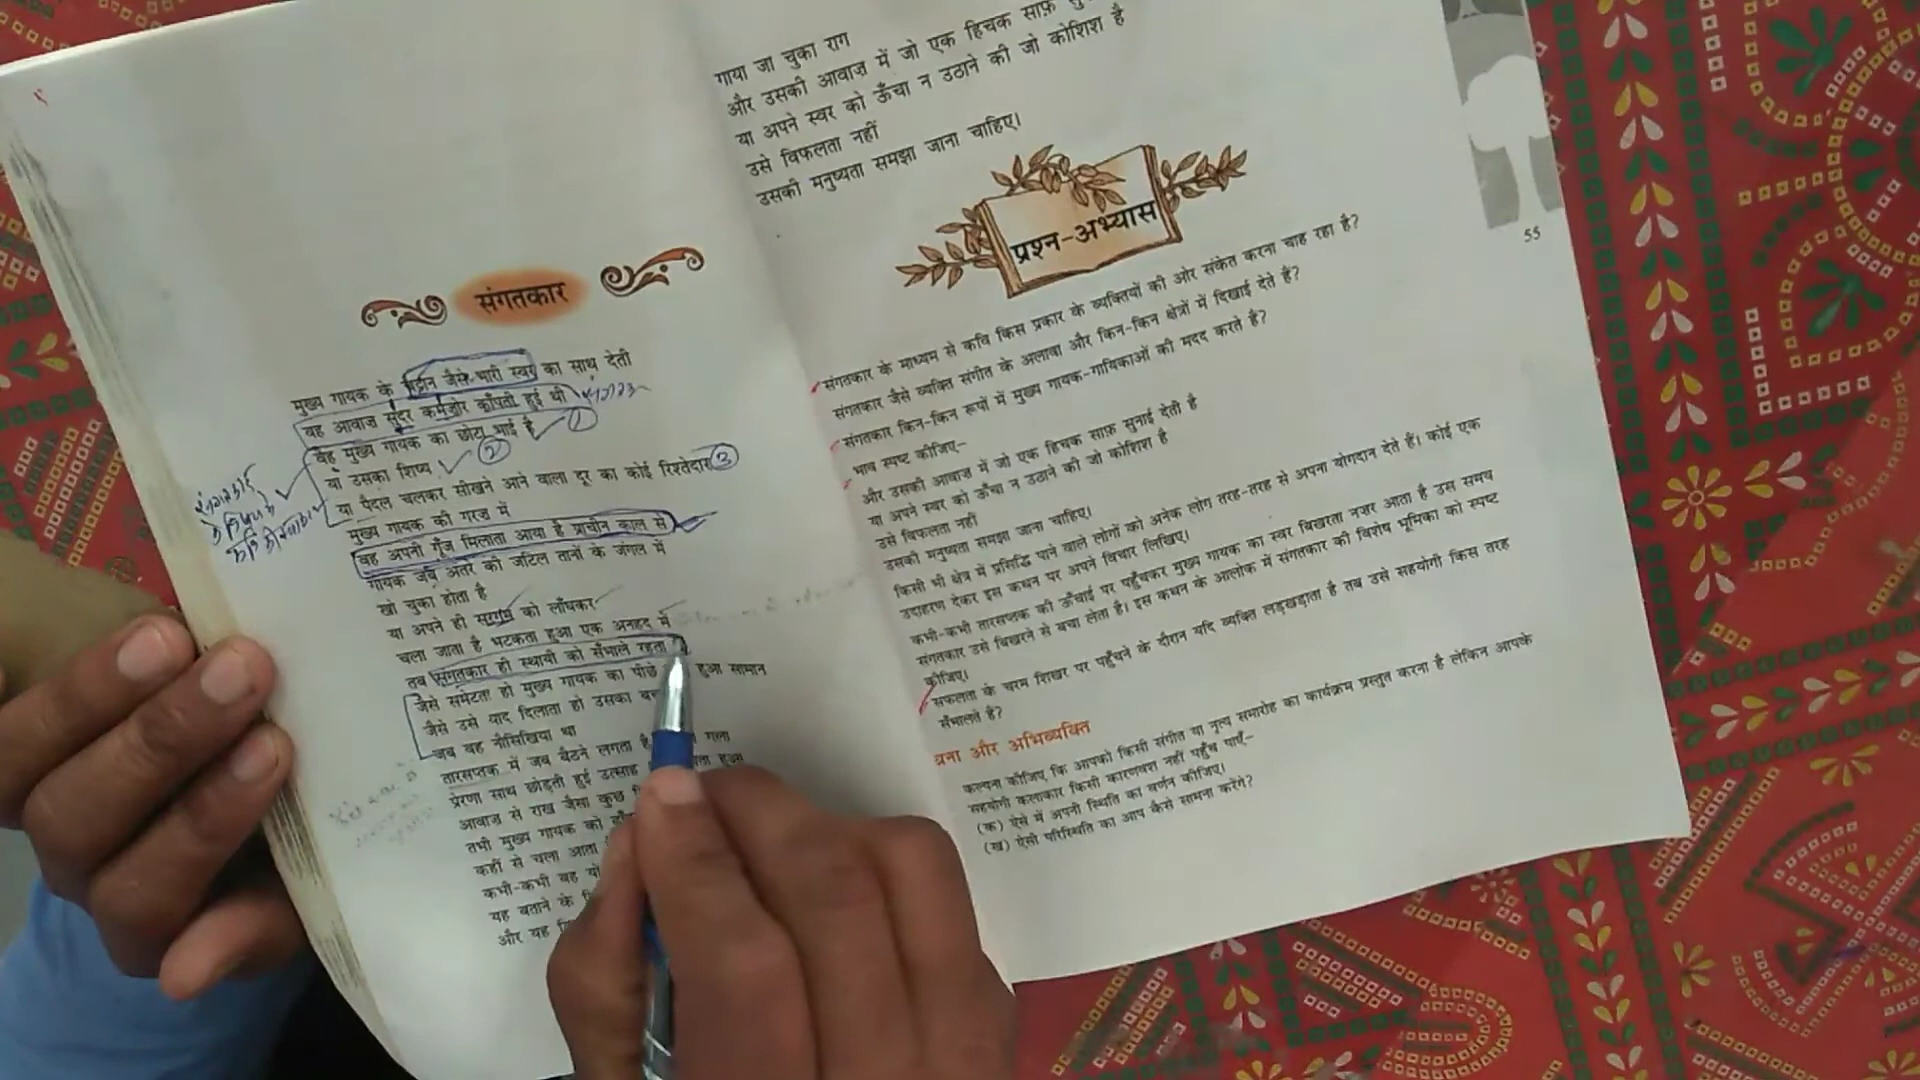 संगतकार
मुख्य गायक के चट्टान जैसे भारी स्वर का साथ देती
वह आवाज़ सुंदर कमज़ोर काँपती हुई थी
वह मुख्य गायक का छोटा भाई है
या उसका शिष्य
या पैदल चलकर सीखने आने वाला दूर का कोई रिश्तेदार
मुख्य गायक की गरज में
वह अपनी गूँज मिलाता आया है प्राचीन काल से
गायक जब अंतरे की जटिल तानों के जंगल में
खो चुका होता है
या अपने ही सरगम को लाँघकर
चला जाता है भटकता हुआ एक अनहद में
तब संगतकार ही स्थायी को सँभाले रहता
जैसे समेटता हो मुख्य गायक का पीछे हुआ सामान
जैसे उसे याद दिलाता हो उसका
जब वह नौसिखिया था
तारसप्तक में जब बैठने लगता है गला
प्रेरणा साथ छोड़ती हुई उत्साह हुआ
आवाज़ से राख जैसा कुछ
तभी मुख्य गायक को
कहीं से चला आता
कभी-कभी वह यों
यह बताने के
और यह
① ② ③
गाया जा चुका राग
और उसकी आवाज़ में जो एक हिचक साफ़
या अपने स्वर को ऊँचा न उठाने की जो कोशिश है
उसे विफलता नहीं
उसकी मनुष्यता समझा जाना चाहिए।
प्रश्न-अभ्यास
55
संगतकार के माध्यम से कवि किस प्रकार के व्यक्तियों की ओर संकेत करना चाह रहा है?
संगतकार जैसे व्यक्ति संगीत के अलावा और किन-किन क्षेत्रों में दिखाई देते हैं?
संगतकार किन-किन रूपों में मुख्य गायक-गायिकाओं की मदद करते हैं?
भाव स्पष्ट कीजिए–
और उसकी आवाज़ में जो एक हिचक साफ़ सुनाई देती है
या अपने स्वर को ऊँचा न उठाने की जो कोशिश है
उसे विफलता नहीं
उसकी मनुष्यता समझा जाना चाहिए।
किसी भी क्षेत्र में प्रसिद्धि पाने वाले लोगों को अनेक लोग तरह-तरह से अपना योगदान देते हैं। कोई एक
उदाहरण देकर इस कथन पर अपने विचार लिखिए।
कभी-कभी तारसप्तक की ऊँचाई पर पहुँचकर मुख्य गायक का स्वर बिखरता नज़र आता है उस समय
संगतकार उसे बिखरने से बचा लेता है। इस कथन के आलोक में संगतकार की विशेष भूमिका को स्पष्ट
कीजिए।
सफलता के चरम शिखर पर पहुँचने के दौरान यदि व्यक्ति लड़खड़ाता है तब उसे सहयोगी किस तरह
सँभालते हैं?
और अभिव्यक्ति
कल्पना कीजिए कि आपको किसी संगीत या नृत्य समारोह का कार्यक्रम प्रस्तुत करना है लेकिन आपके
सहयोगी कलाकार किसी कारणवश नहीं पहुँच पाएँ–
(क) ऐसे में अपनी स्थिति का वर्णन कीजिए।
(ख) ऐसी परिस्थिति का आप कैसे सामना करेंगे?